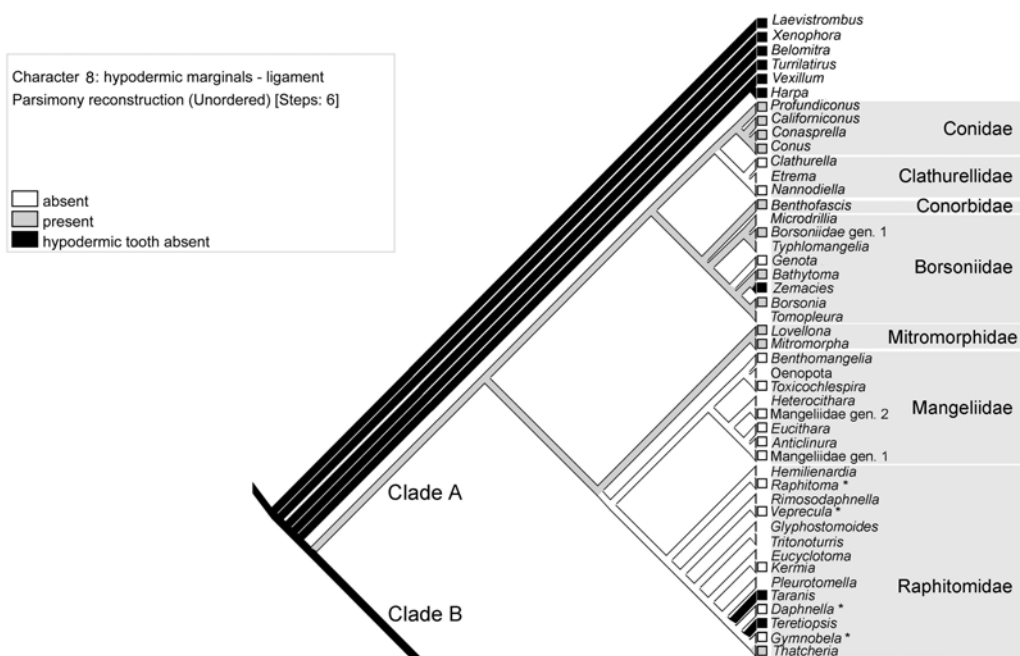 Character 8: hypodermic marginals - ligament
Parsimony reconstruction (Unordered) [Steps: 6]
absent
present
hypodermic tooth absent
Clade A
Clade B
Laevistrombus
Xenophora
Belomitra
Turrilatirus
Vexillum
Harpa
Profundiconus
Californiconus
Conasprella
Conus
Conidae
Clathurella
Etrema
Nannodiella
Clathurellidae
Benthofascis
Conorbidae
Microdrillia
Borsoniidae gen. 1
Typhlomangelia
Genota
Bathytoma
Zemacies
Borsonia
Tomopleura
Borsoniidae
Lovellona
Mitromorpha
Mitromorphidae
Benthomangelia
Oenopota
Toxicochlespira
Heterocithara
Mangeliidae gen. 2
Eucithara
Anticlinura
Mangeliidae gen. 1
Mangeliidae
Hemilienardia
Raphitoma *
Rimosodaphnella
Veprecula *
Glyphostomoides
Tritonoturris
Eucyclotoma
Kermia
Pleurotomella
Taranis
Daphnella *
Teretiopsis
Gymnobela *
Thatcheria
Raphitomidae